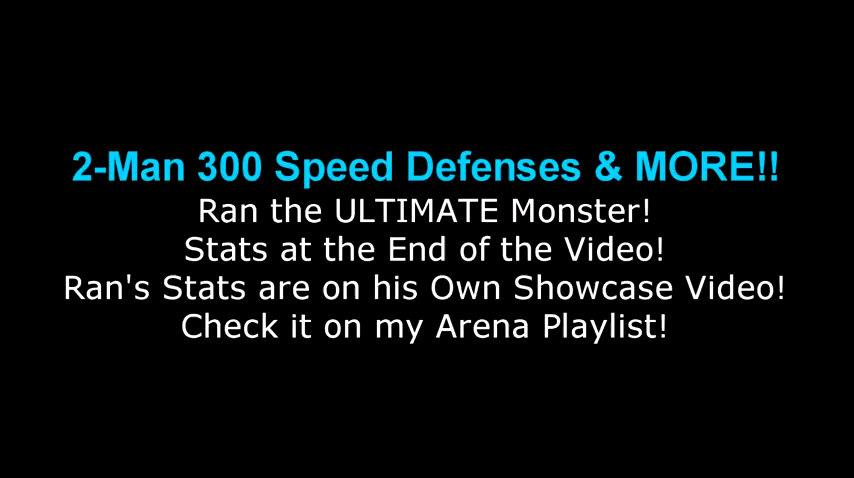 2-Man 300 Speed Defenses & MORE!!
Ran the ULTIMATE Monster!
Stats at the End of the Video!
Ran's Stats are on his Own Showcase Video!
Check it on my Arena Playlist!